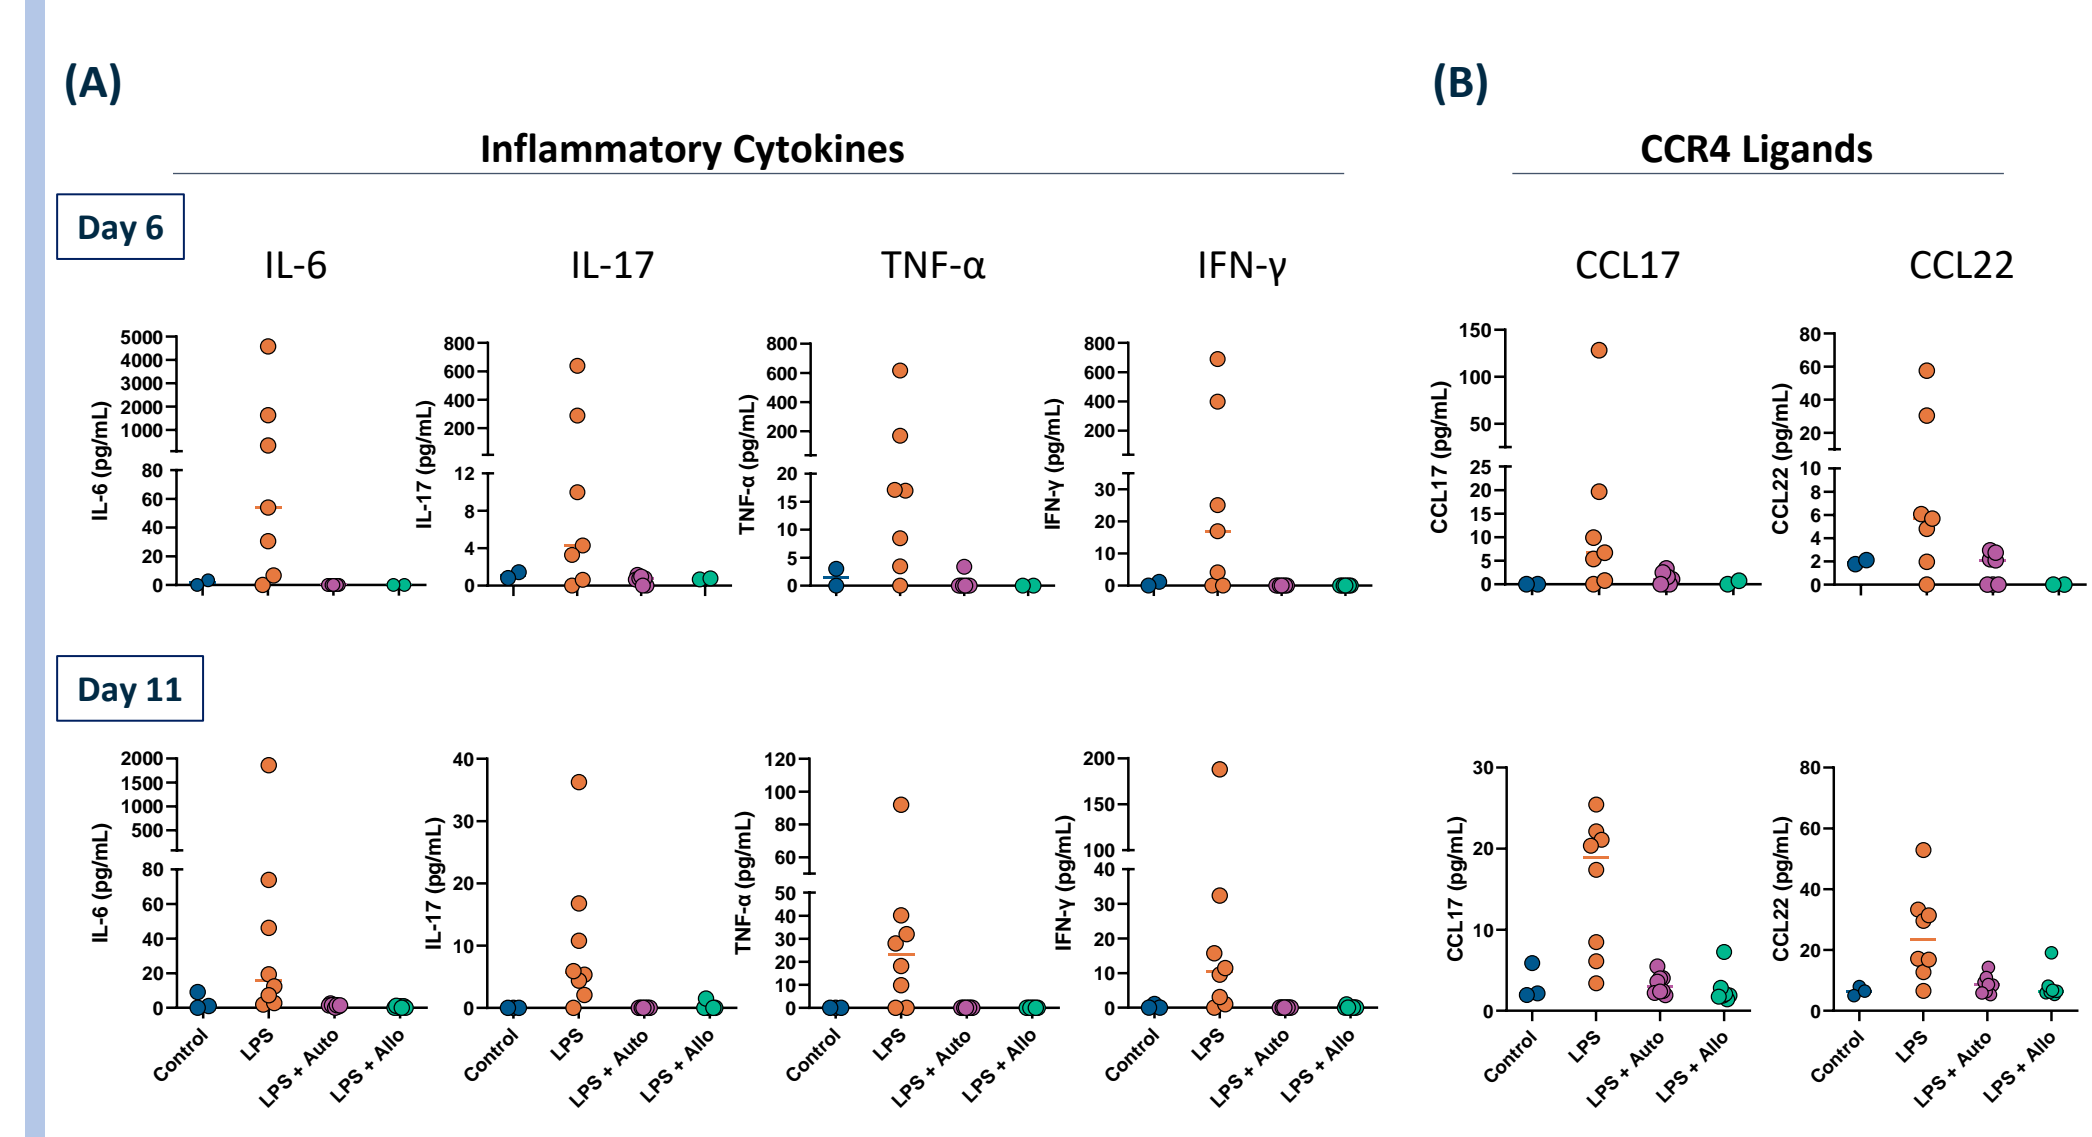 (A)
(B)
Inflammatory Cytokines
CCR4 Ligands
Day 6
IL-6
IL-17
TNF-α
IFN-γ
CCL17
CCL22
IL-6 (pg/mL)
5000
4000
3000
2000
1000
80
60
40
20
0
IL-17 (pg/mL)
800
600
400
200
12
8
4
0
TNF-α (pg/mL)
800
600
400
200
20
15
10
5
0
IFN-γ (pg/mL)
800
600
400
200
30
20
10
0
CCL17 (pg/mL)
150
100
50
25
20
15
10
5
0
CCL22 (pg/mL)
80
60
40
20
10
8
6
4
2
0
Day 11
IL-6 (pg/mL)
2000
1500
1000
500
80
60
40
20
0
Control
LPS
LPS + Auto
LPS + Allo
IL-17 (pg/mL)
40
30
20
10
0
Control
LPS
LPS + Auto
LPS + Allo
TNF-α (pg/mL)
120
100
80
60
50
40
30
20
10
0
Control
LPS
LPS + Auto
LPS + Allo
IFN-γ (pg/mL)
200
150
100
40
30
20
10
0
Control
LPS
LPS + Auto
LPS + Allo
CCL17 (pg/mL)
30
20
10
0
Control
LPS
LPS + Auto
LPS + Allo
CCL22 (pg/mL)
80
60
40
20
0
Control
LPS
LPS + Auto
LPS + Allo